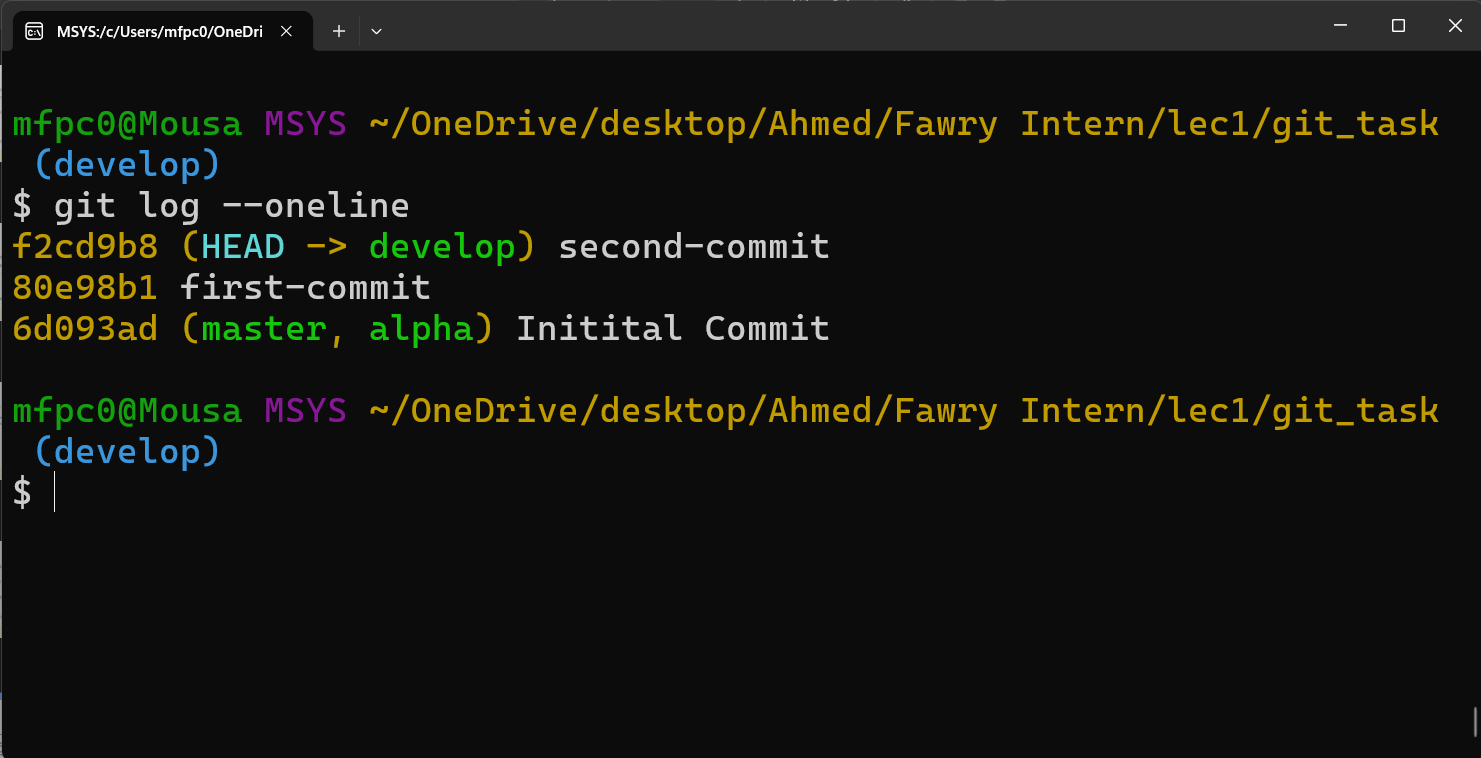 MSYS:/c/Users/mfpc0/OneDri
mfpc0@Mousa MSYS ~/OneDrive/desktop/Ahmed/Fawry Intern/lec1/git_task
(develop)
$ git log --oneline
f2cd9b8 (HEAD -> develop) second-commit
80e98b1 first-commit
6d093ad (master, alpha) Initital Commit
mfpc0@Mousa MSYS ~/OneDrive/desktop/Ahmed/Fawry Intern/lec1/git_task
(develop)
$